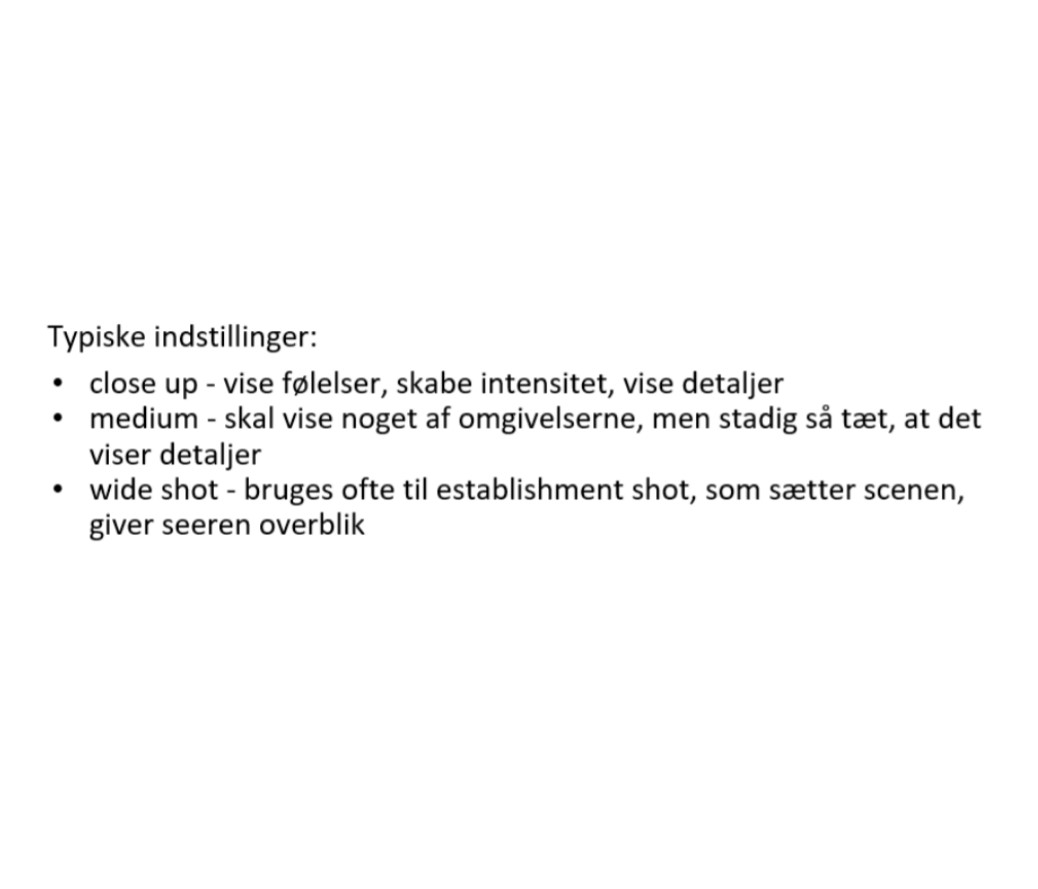 Typiske indstillinger:
• close up - vise følelser, skabe intensitet, vise detaljer
• medium - skal vise noget af omgivelserne, men stadig så tæt, at det
viser detaljer
• wide shot - bruges ofte til establishment shot, som sætter scenen,
giver seeren overblik